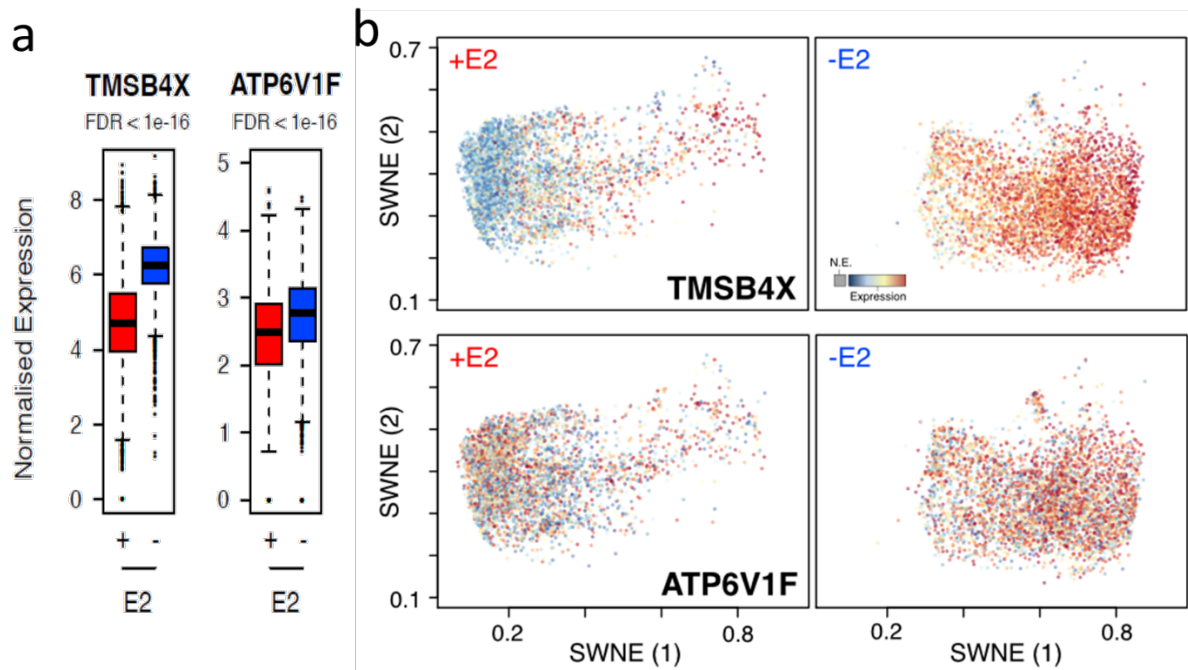 a
TMSB4X
ATP6V1F
FDR < 1e-16
FDR < 1e-16
Normalised Expression
8
6
4
2
0
5
4
3
2
1
0
+
-
+
-
E2
E2
b
0.7
SWNE (2)
0.1
+E2
TMSB4X
-E2
N.E.
Expression
0.7
SWNE (2)
0.1
+E2
ATP6V1F
-E2
0.2
0.8
0.2
0.8
SWNE (1)
SWNE (1)